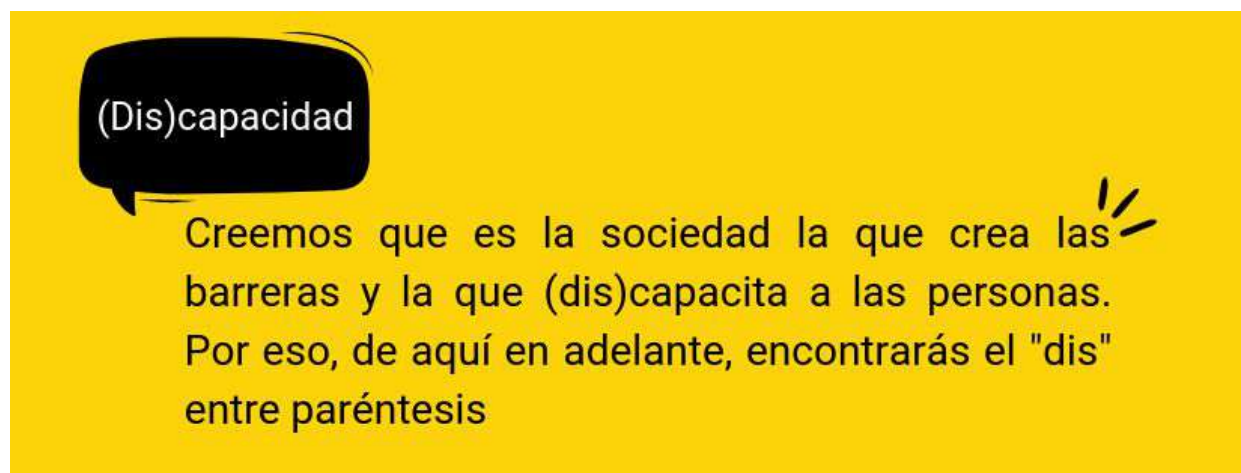 (Dis)capacidad
Creemos que es la sociedad la que crea las
barreras y la que (dis)capacita a las personas.
Por eso, de aquí en adelante, encontrarás el "dis"
entre paréntesis